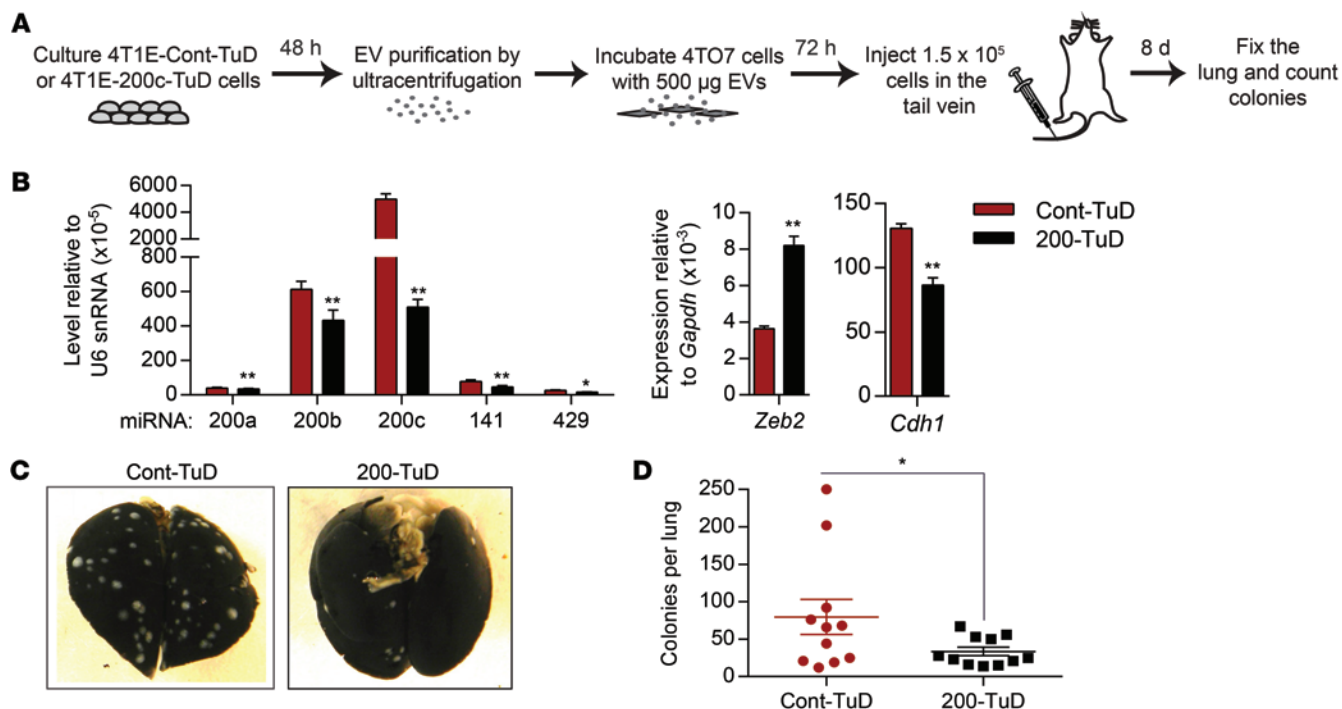 A
Culture 4T1E-Cont-TuD
or 4T1E-200c-TuD cells
48 h
EV purification by
ultracentrifugation
Incubate 4TO7 cells
with 500 µg EVs
72 h
Inject 1.5 x 10⁵
cells in the
tail vein
8 d
Fix the
lung and count
colonies
B
Level relative to
U6 snRNA (x10⁻⁵)
6000
4000
2000
800
600
400
200
0
** ** ** ** *
miRNA: 200a 200b 200c 141 429
Expression relative
to Gapdh (x10⁻³)
10
8
6
4
2
0
**
Zeb2
150
100
50
0
**
Cdh1
Cont-TuD
200-TuD
C
Cont-TuD
200-TuD
D
*
Colonies per lung
250
200
150
100
50
0
Cont-TuD 200-TuD